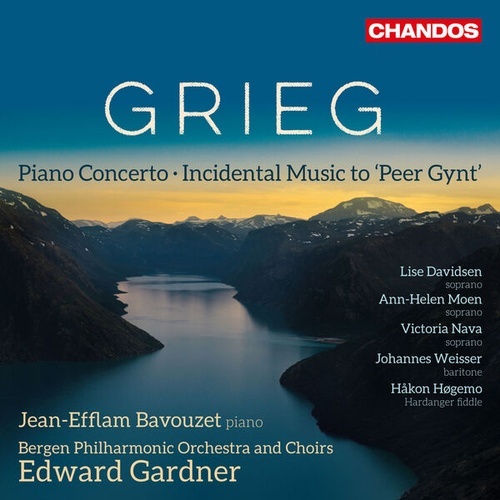 CHANDOS
GRIEG
Piano Concerto • Incidental Music to ‘Peer Gynt’
Lise Davidsen
soprano
Ann-Helen Moen
soprano
Victoria Nava
soprano
Johannes Weisser
baritone
Håkon Høgemo
Hardanger fiddle
Jean-Efflam Bavouzet piano
Bergen Philharmonic Orchestra and Choirs
Edward Gardner